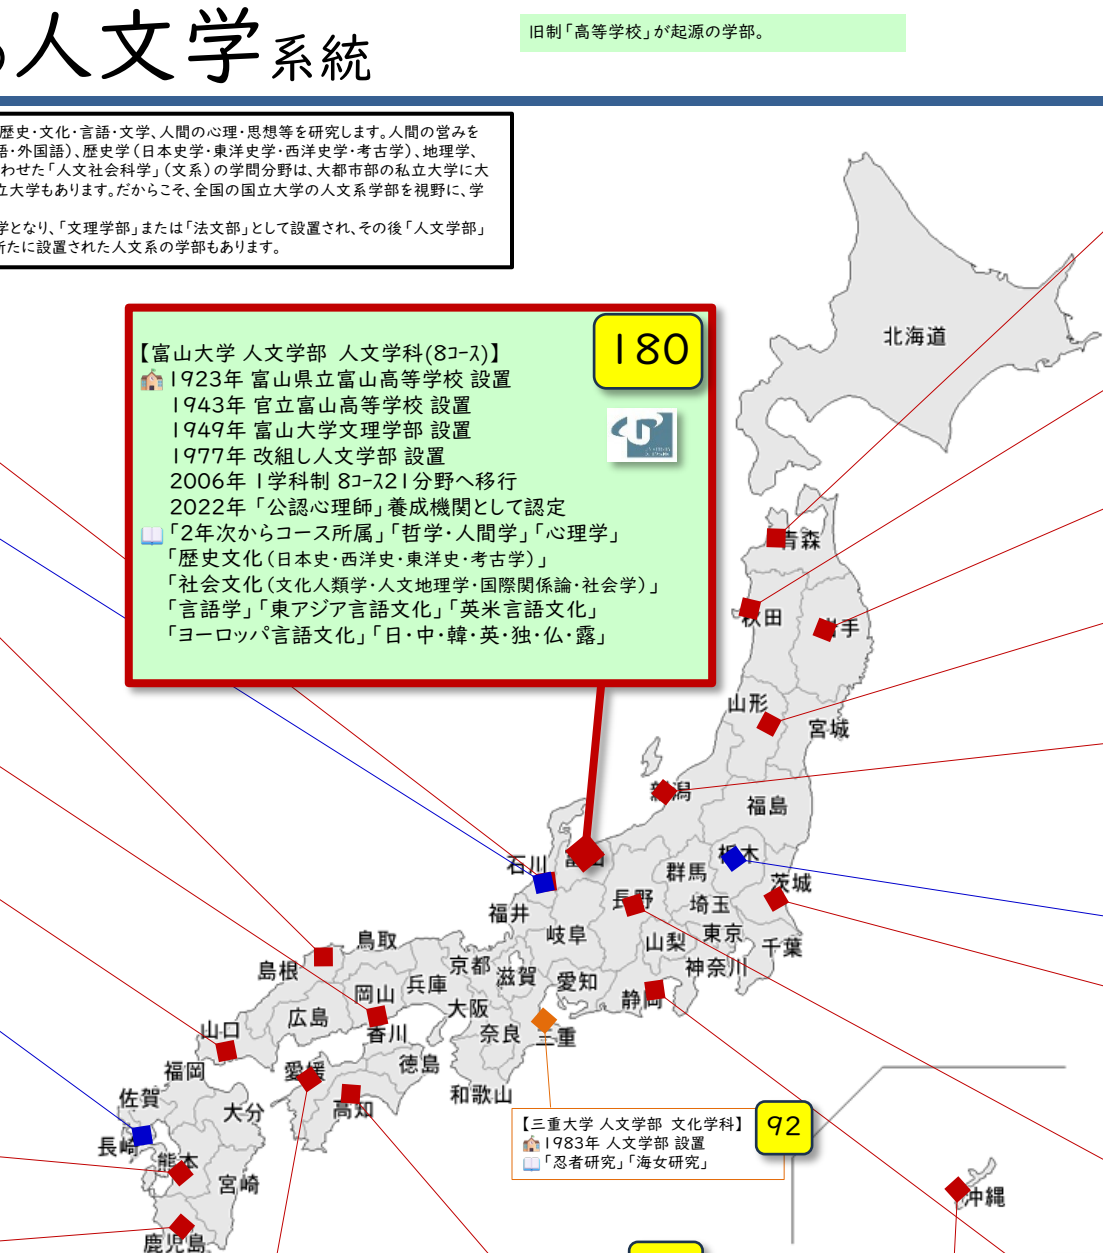 る人文学系統
旧制「高等学校」が起源の学部。
歴史・文化・言語・文学、人間の心理・思想等を研究します。人間の営みを
語・外国語)、歴史学(日本史学・東洋史学・西洋史学・考古学)、地理学、
わせた「人文社会科学」(文系)の学問分野は、大都市部の私立大学に大
立大学もあります。だからこそ、全国の国立大学の人文系学部を視野に、学
学となり、「文理学部」または「法文部」として設置され、その後「人文学部」
新たに設置された人文系の学部もあります。
【富山大学 人文学部 人文学科(8コース)】
180
1923年 富山県立富山高等学校 設置
1943年 官立富山高等学校 設置
1949年 富山大学文理学部 設置
1977年 改組し人文学部 設置
2006年 1学科制 8コース21分野へ移行
2022年 「公認心理師」養成機関として認定
「2年次からコース所属」「哲学・人間学」「心理学」
「歴史文化(日本史・西洋史・東洋史・考古学)」
「社会文化(文化人類学・人文地理学・国際関係論・社会学)」
「言語学」「東アジア言語文化」「英米言語文化」
「ヨーロッパ言語文化」「日・中・韓・英・独・仏・露」
北海道
青森
秋田
岩手
山形
宮城
新潟
福島
石川
富山
栃木
群馬
茨城
長野
埼玉
福井
岐阜
山梨
東京
千葉
神奈川
鳥取
島根
京都
滋賀
愛知
静岡
岡山
兵庫
大阪
広島
香川
奈良
三重
山口
徳島
和歌山
福岡
愛媛
高知
佐賀
大分
長崎
熊本
宮崎
鹿児島
沖縄
【三重大学 人文学部 文化学科】
92
1983年 人文学部 設置
「忍者研究」「海女研究」